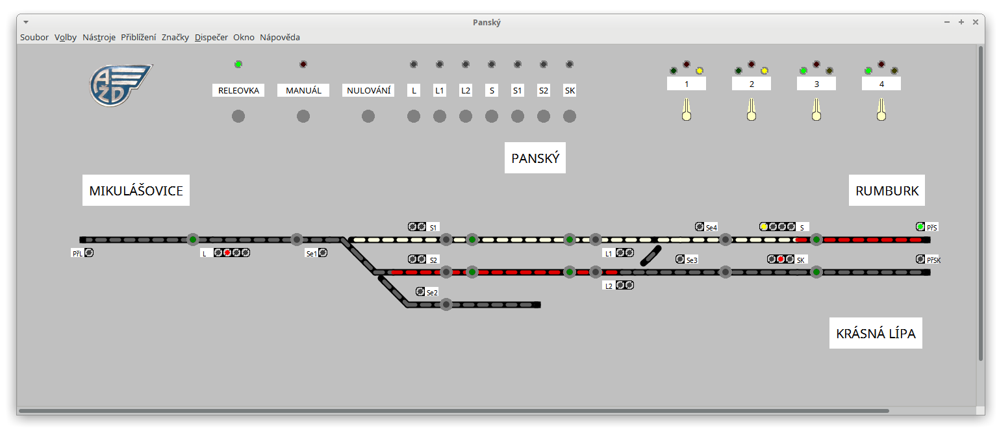 Panský
Soubor Volby Nástroje Přiblížení Značky Dispečer Okno Nápověda
AŽD
RELEOVKA MANUÁL NULOVÁNÍ L L1 L2 S S1 S2 SK 1 2 3 4
PANSKÝ
MIKULÁŠOVICE RUMBURK
S1 Se4 S PřS
PřL L Se1 L1
S2 Se3 SK PřSK
L2
Se2
KRÁSNÁ LÍPA